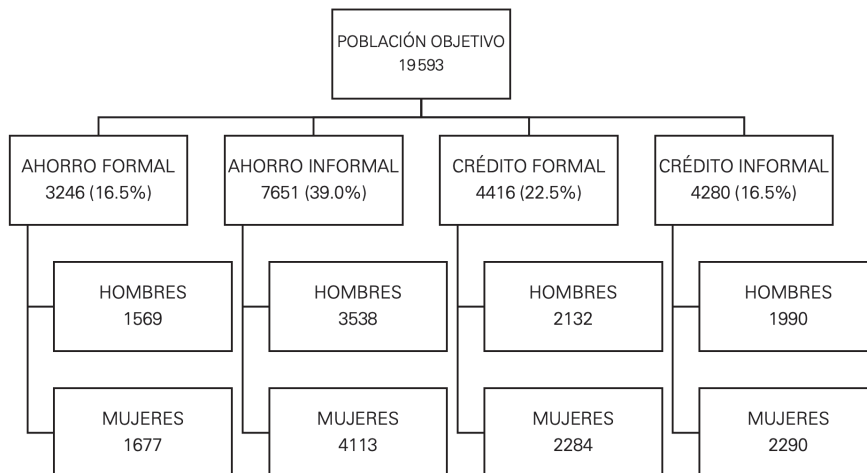 POBLACIÓN OBJETIVO
19593
AHORRO FORMAL
3246 (16.5%)
AHORRO INFORMAL
7651 (39.0%)
CRÉDITO FORMAL
4416 (22.5%)
CRÉDITO INFORMAL
4280 (16.5%)
HOMBRES
1569
HOMBRES
3538
HOMBRES
2132
HOMBRES
1990
MUJERES
1677
MUJERES
4113
MUJERES
2284
MUJERES
2290